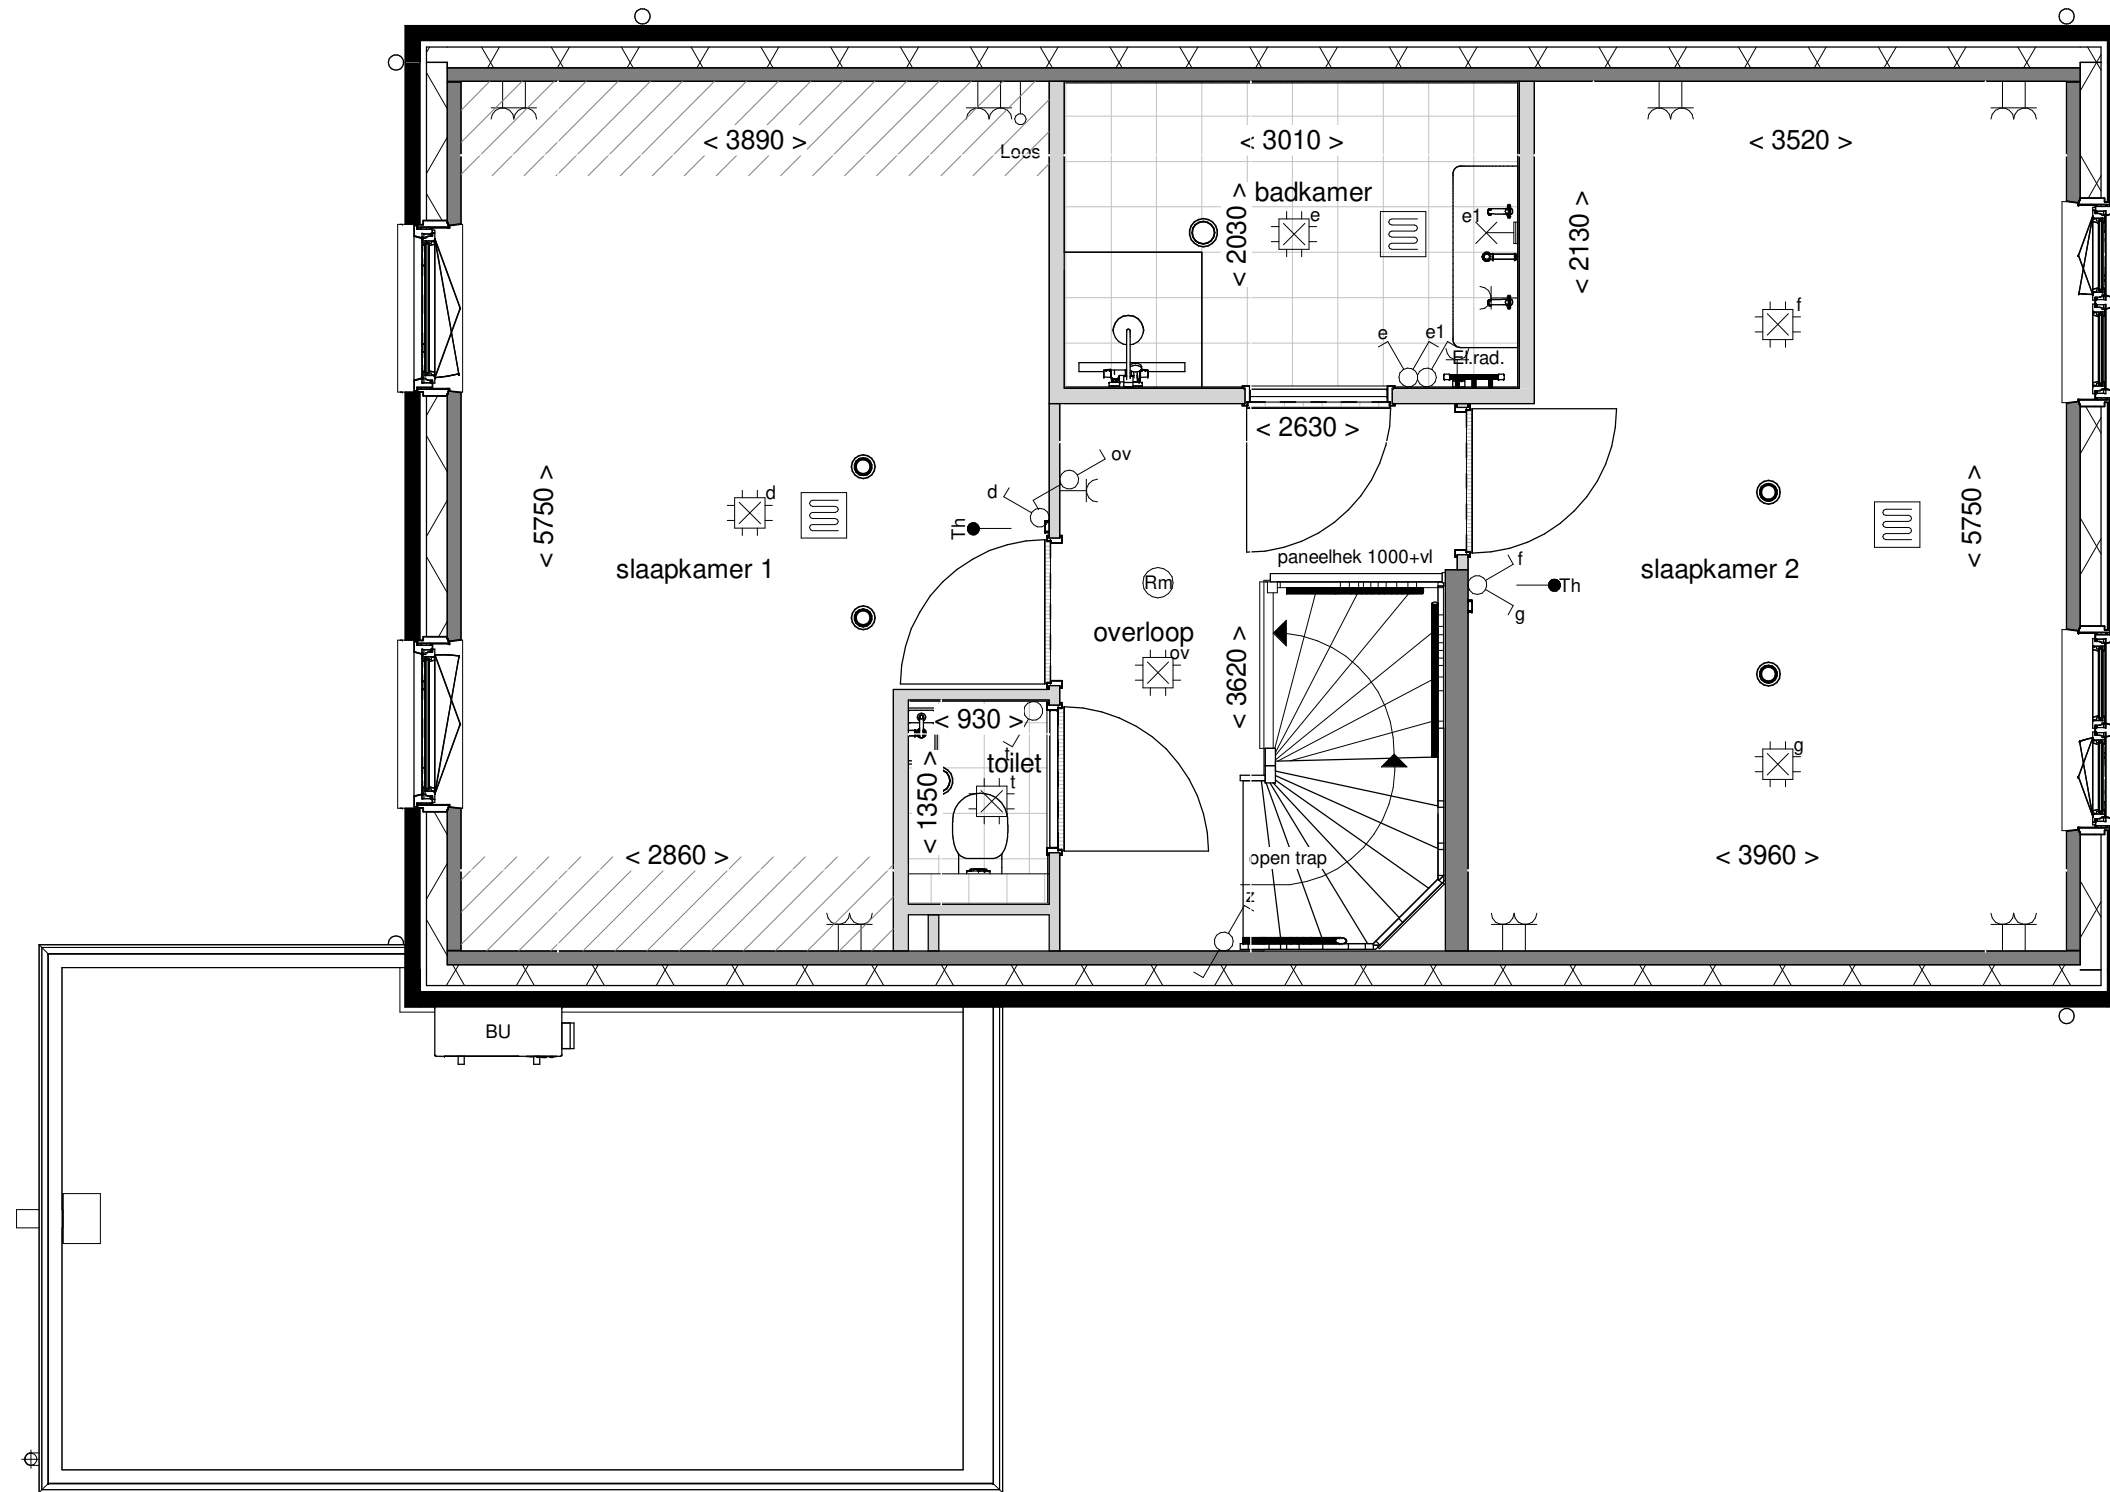 < 3890 >
< 3010 >
< 3520 >
Loos
badkamer
e
e1
< 2030 >
< 2130 >
f
e
e1
El.rad.
< 2630 >
ov
d
d
Th
< 5750 >
< 5750 >
slaapkamer 1
paneelhek 1000+vl
f
Th
g
slaapkamer 2
Rm
overloop
ov
< 3620 >
< 930 >
t
toilet
t
< 1350 >
g
< 2860 >
open trap
< 3960 >
z
BU